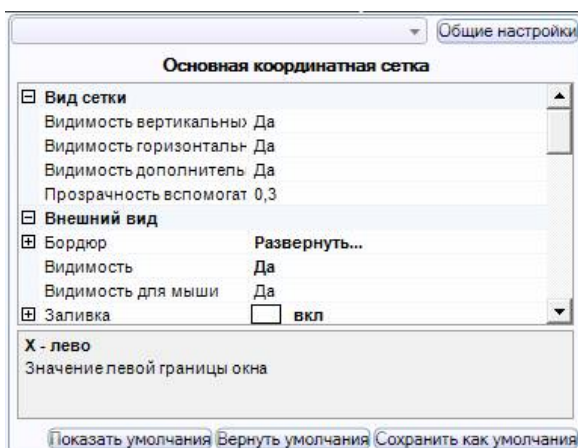 Общие настройки
Основная координатная сетка
Вид сетки
Видимость вертикальны Да
Видимость горизонтальн Да
Видимость дополнитель Да
Прозрачность вспомогат 0,3
Внешний вид
Бордюр Развернуть...
Видимость Да
Видимость для мыши Да
Заливка вкл
X - лево
Значение левой границы окна
Показать умолчания Вернуть умолчания Сохранить как умолчания